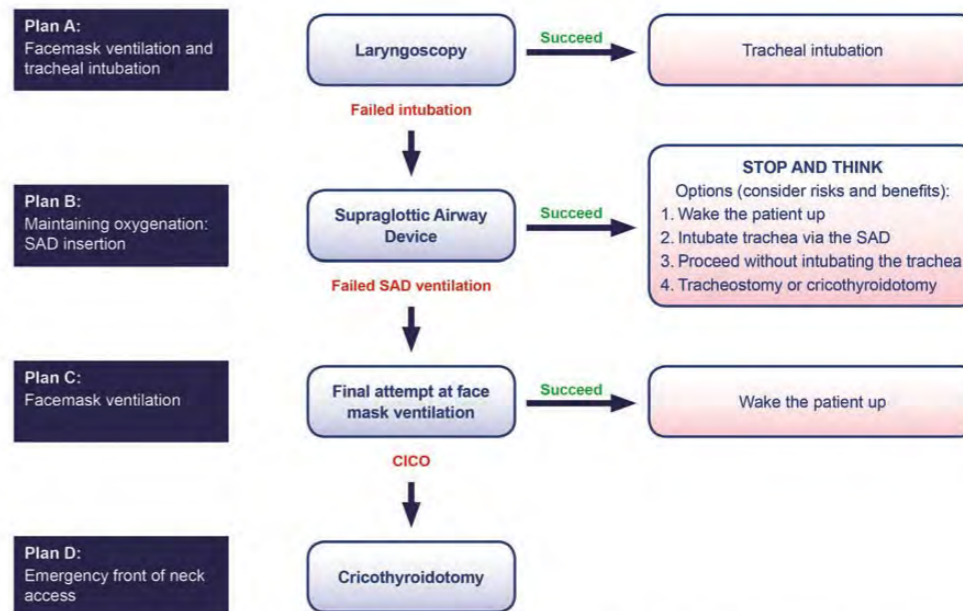 Plan A:
Facemask ventilation and
tracheal intubation
Laryngoscopy
Succeed
Tracheal intubation
Failed intubation
Plan B:
Maintaining oxygenation:
SAD insertion
Supraglottic Airway
Device
Succeed
STOP AND THINK
Options (consider risks and benefits):
1. Wake the patient up
2. Intubate trachea via the SAD
3. Proceed without intubating the trachea
4. Tracheostomy or cricothyroidotomy
Failed SAD ventilation
Plan C:
Facemask ventilation
Final attempt at face
mask ventilation
Succeed
Wake the patient up
CICO
Plan D:
Emergency front of neck
access
Cricothyroidotomy